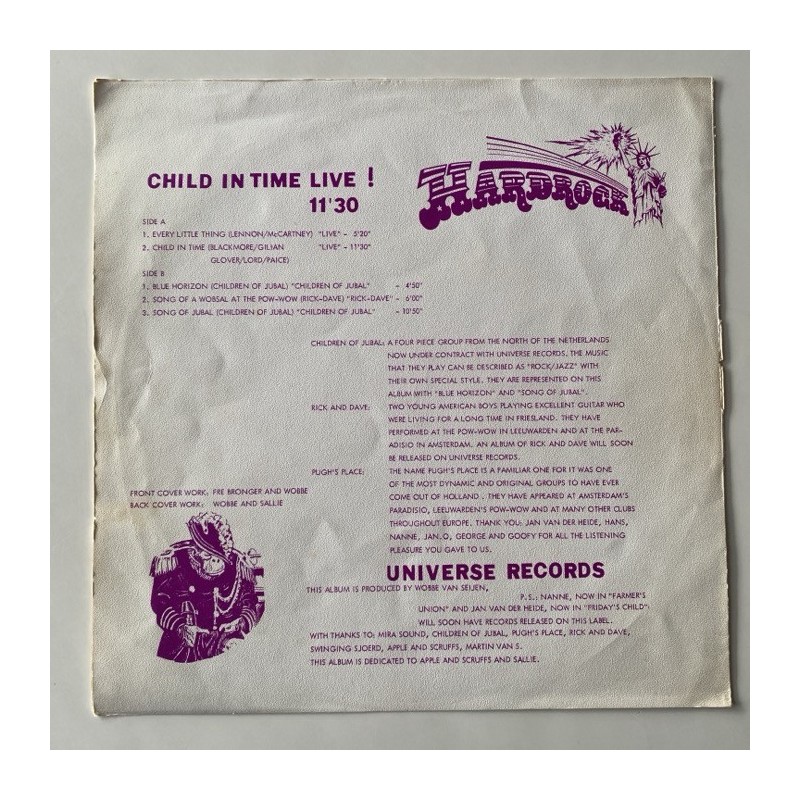 HARDROCK
CHILD IN TIME LIVE !
11'30
SIDE A
1. EVERY LITTLE THING (LENNON/McCARTNEY) "LIVE" - 5'20"
2. CHILD IN TIME (BLACKMORE/GILIAN "LIVE" - 11'30"
GLOVER/LORD/PAICE)
SIDE B
1. BLUE HORIZON (CHILDREN OF JUBAL) "CHILDREN OF JUBAL" - 4'50"
2. SONG OF A WOBSAL AT THE POW-WOW (RICK-DAVE) "RICK-DAVE" - 6'00"
3. SONG OF JUBAL (CHILDREN OF JUBAL) "CHILDREN OF JUBAL" - 10'50"
CHILDREN OF JUBAL: A FOUR PIECE GROUP FROM THE NORTH OF THE NETHERLANDS
NOW UNDER CONTRACT WITH UNIVERSE RECORDS. THE MUSIC
THAT THEY PLAY CAN BE DESCRIBED AS "ROCK/JAZZ" WITH
THEIR OWN SPECIAL STYLE. THEY ARE REPRESENTED ON THIS
ALBUM WITH "BLUE HORIZON" AND "SONG OF JUBAL".
RICK AND DAVE: TWO YOUNG AMERICAN BOYS PLAYING EXCELLENT GUITAR WHO
WERE LIVING FOR A LONG TIME IN FRIESLAND. THEY HAVE
PERFORMED AT THE POW-WOW IN LEEUWARDEN AND AT THE PAR-
ADISIO IN AMSTERDAM. AN ALBUM OF RICK AND DAVE WILL SOON
BE RELEASED ON UNIVERSE RECORDS.
PUGH'S PLACE: THE NAME PUGH'S PLACE IS A FAMILIAR ONE FOR IT WAS ONE
OF THE MOST DYNAMIC AND ORIGINAL GROUPS TO HAVE EVER
COME OUT OF HOLLAND . THEY HAVE APPEARED AT AMSTERDAM'S
PARADISIO, LEEUWARDEN'S POW-WOW AND AT MANY OTHER CLUBS
THROUGHOUT EUROPE. THANK YOU: JAN VAN DER HEIDE, HANS,
NANNE, JAN.O, GEORGE AND GOOFY FOR ALL THE LISTENING
PLEASURE YOU GAVE TO US.
FRONT COVER WORK: FRE BRONGER AND WOBBE
BACK COVER WORK: WOBBE AND SALLIE
UNIVERSE RECORDS
THIS ALBUM IS PRODUCED BY WOBBE VAN SEIJEN,
P.S.: NANNE, NOW IN "FARMER'S
UNION" AND JAN VAN DER HEIDE, NOW IN "FRIDAY'S CHILD":
WILL SOON HAVE RECORDS RELEASED ON THIS LABEL.
WITH THANKS TO: MIRA SOUND, CHILDREN OF JUBAL, PUGH'S PLACE, RICK AND DAVE,
SWINGING SJOERD, APPLE AND SCRUFFS, MARTIN VAN S.
THIS ALBUM IS DEDICATED TO APPLE AND SCRUFFS AND SALLIE.